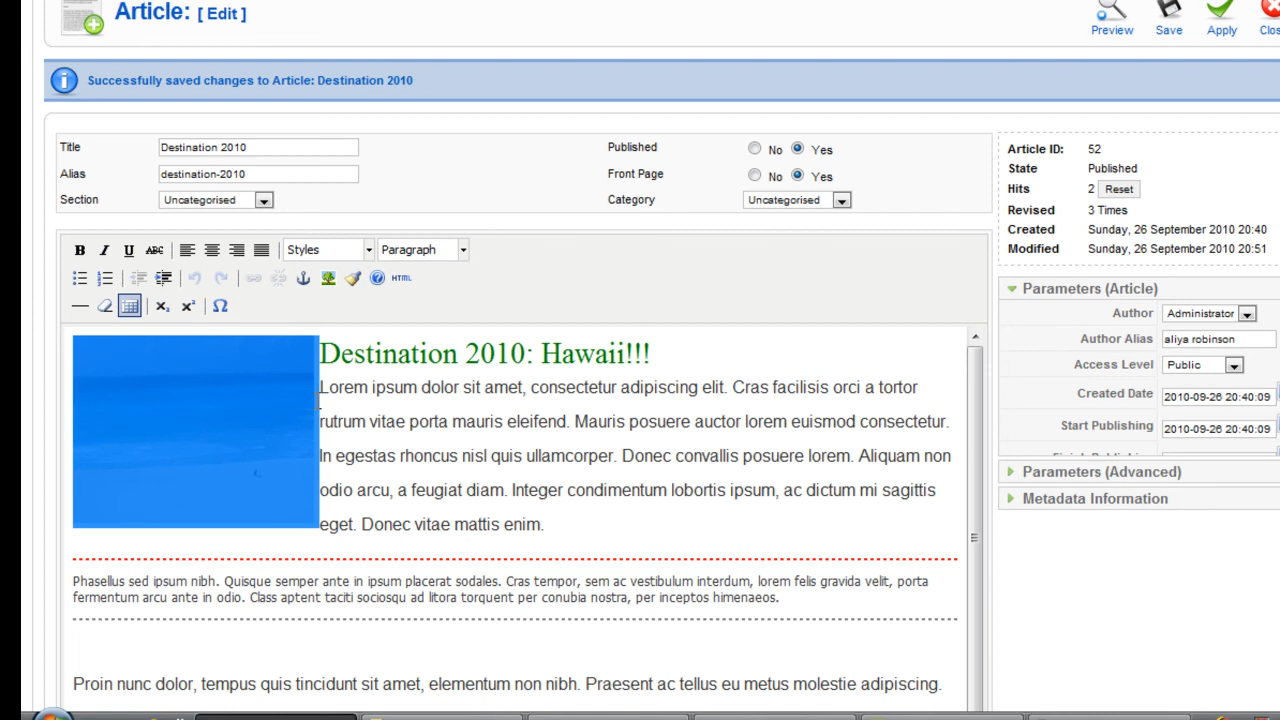 Article: [ Edit ]
Preview Save Apply Clos
Successfully saved changes to Article: Destination 2010
Title Destination 2010 Published No Yes
Alias destination-2010 Front Page No Yes
Section Uncategorised Category Uncategorised
Article ID: 52
State Published
Hits 2 Reset
Revised 3 Times
Created Sunday, 26 September 2010 20:40
Modified Sunday, 26 September 2010 20:51
B I U ABC Styles Paragraph
HTML
x₂ x² Ω
Parameters (Article)
Author Administrator
Author Alias aliya robinson
Access Level Public
Created Date 2010-09-26 20:40:09
Start Publishing 2010-09-26 20:40:09
Parameters (Advanced)
Metadata Information
Destination 2010: Hawaii!!!
Lorem ipsum dolor sit amet, consectetur adipiscing elit. Cras facilisis orci a tortor
rutrum vitae porta mauris eleifend. Mauris posuere auctor lorem euismod consectetur.
In egestas rhoncus nisl quis ullamcorper. Donec convallis posuere lorem. Aliquam non
odio arcu, a feugiat diam. Integer condimentum lobortis ipsum, ac dictum mi sagittis
eget. Donec vitae mattis enim.
Phasellus sed ipsum nibh. Quisque semper ante in ipsum placerat sodales. Cras tempor, sem ac vestibulum interdum, lorem felis gravida velit, porta
fermentum arcu ante in odio. Class aptent taciti sociosqu ad litora torquent per conubia nostra, per inceptos himenaeos.
Proin nunc dolor, tempus quis tincidunt sit amet, elementum non nibh. Praesent ac tellus eu metus molestie adipiscing.